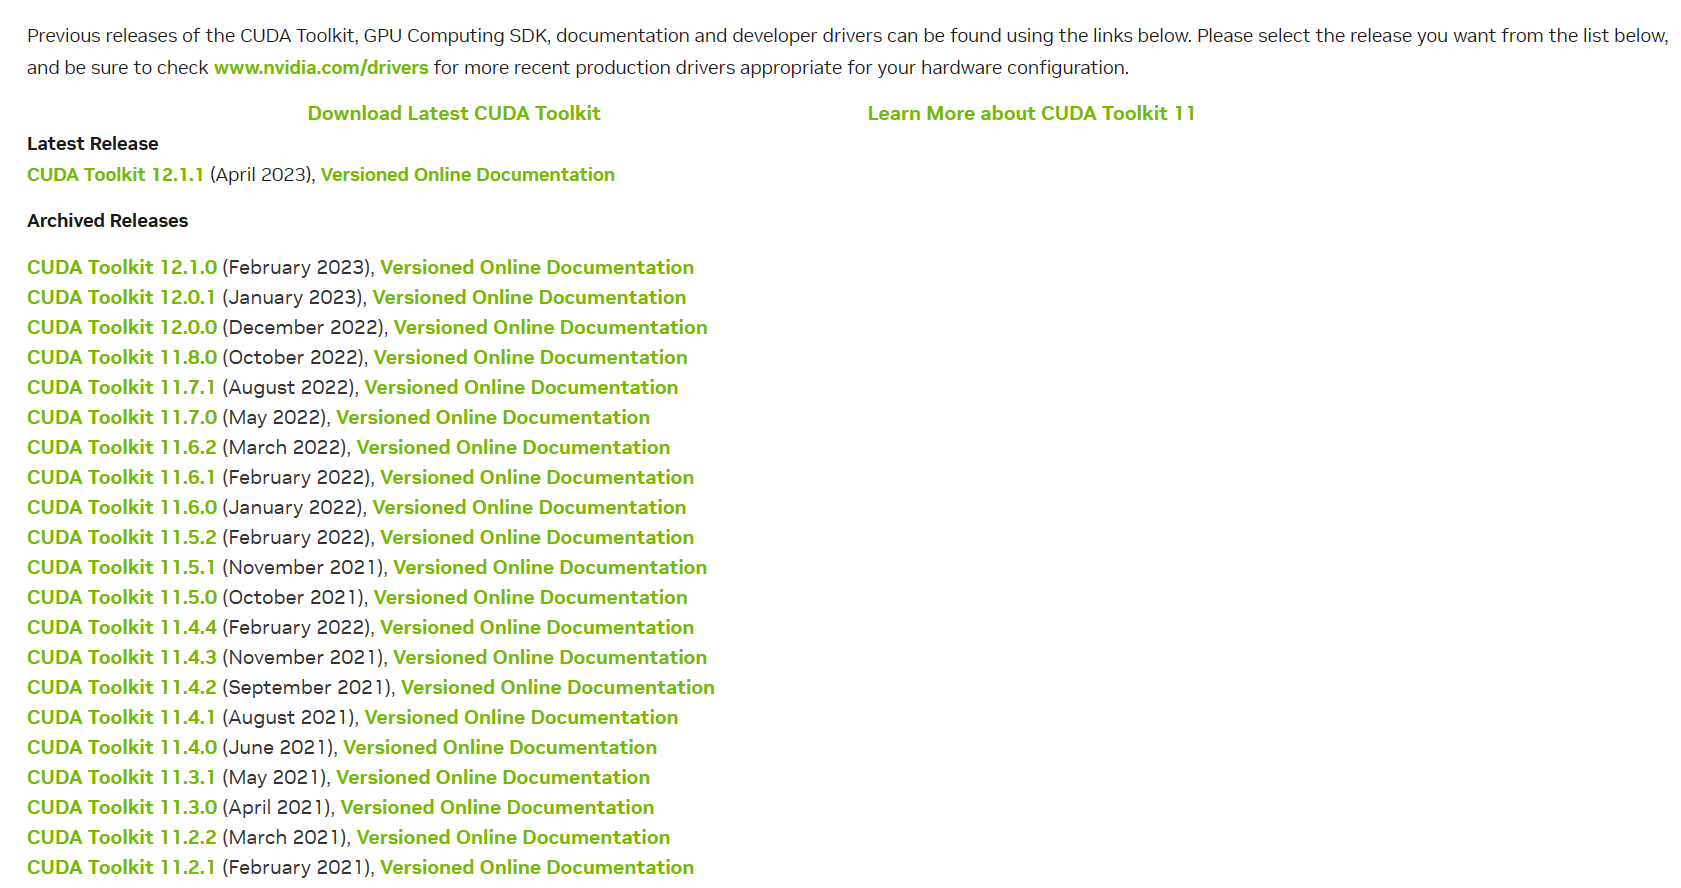 Previous releases of the CUDA Toolkit, GPU Computing SDK, documentation and developer drivers can be found using the links below. Please select the release you want from the list below,
and be sure to check www.nvidia.com/drivers for more recent production drivers appropriate for your hardware configuration.
Download Latest CUDA Toolkit Learn More about CUDA Toolkit 11
Latest Release
CUDA Toolkit 12.1.1 (April 2023), Versioned Online Documentation
Archived Releases
CUDA Toolkit 12.1.0 (February 2023), Versioned Online Documentation
CUDA Toolkit 12.0.1 (January 2023), Versioned Online Documentation
CUDA Toolkit 12.0.0 (December 2022), Versioned Online Documentation
CUDA Toolkit 11.8.0 (October 2022), Versioned Online Documentation
CUDA Toolkit 11.7.1 (August 2022), Versioned Online Documentation
CUDA Toolkit 11.7.0 (May 2022), Versioned Online Documentation
CUDA Toolkit 11.6.2 (March 2022), Versioned Online Documentation
CUDA Toolkit 11.6.1 (February 2022), Versioned Online Documentation
CUDA Toolkit 11.6.0 (January 2022), Versioned Online Documentation
CUDA Toolkit 11.5.2 (February 2022), Versioned Online Documentation
CUDA Toolkit 11.5.1 (November 2021), Versioned Online Documentation
CUDA Toolkit 11.5.0 (October 2021), Versioned Online Documentation
CUDA Toolkit 11.4.4 (February 2022), Versioned Online Documentation
CUDA Toolkit 11.4.3 (November 2021), Versioned Online Documentation
CUDA Toolkit 11.4.2 (September 2021), Versioned Online Documentation
CUDA Toolkit 11.4.1 (August 2021), Versioned Online Documentation
CUDA Toolkit 11.4.0 (June 2021), Versioned Online Documentation
CUDA Toolkit 11.3.1 (May 2021), Versioned Online Documentation
CUDA Toolkit 11.3.0 (April 2021), Versioned Online Documentation
CUDA Toolkit 11.2.2 (March 2021), Versioned Online Documentation
CUDA Toolkit 11.2.1 (February 2021), Versioned Online Documentation